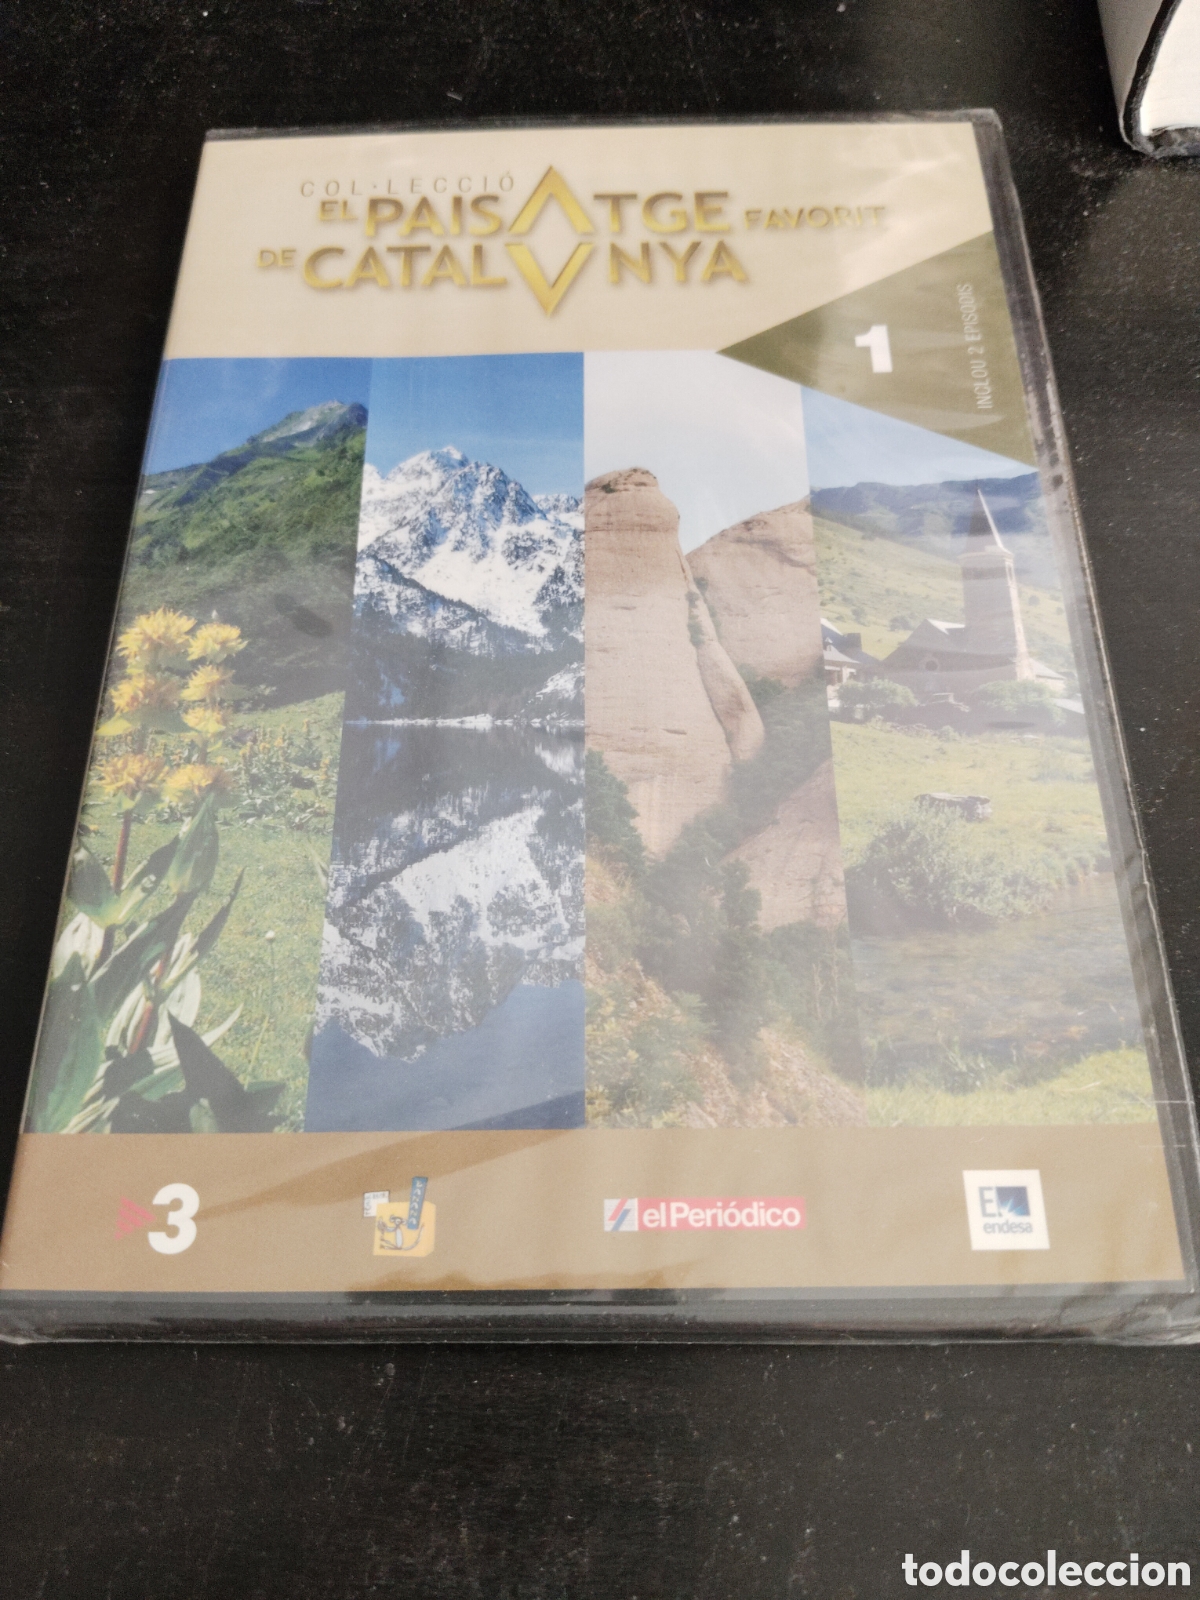 COL·LECCIÓ
EL PAISATGE FAVORIT
DE CATALUNYA
1
INCLOU 2 EPISODIS
3
elPeriódico
E.
endesa
todocoleccion